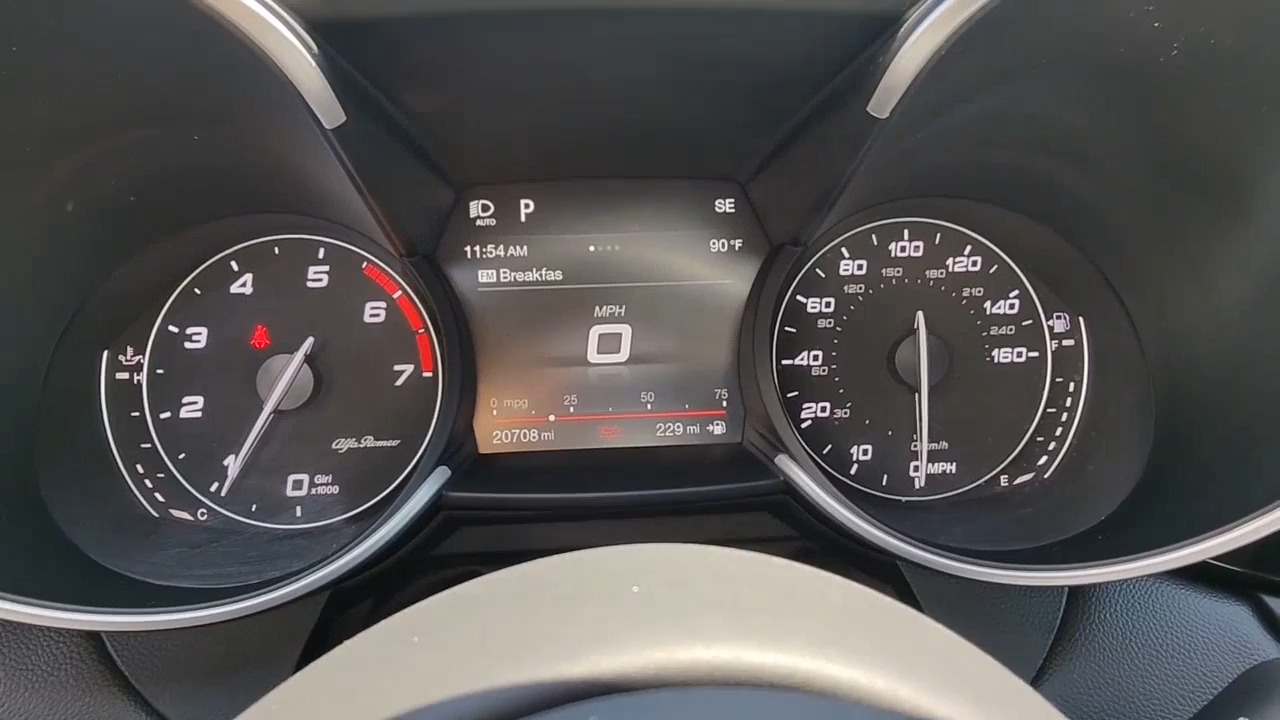 5
4
6
3
7
2
1
H
C
Alfa Romeo
0 Giri
x1000
AUTO
P
SE
11:54 AM
90°F
FM Breakfas
MPH
0
0 mpg 25 50 75
20708 mi
229 mi
100
80
120
150
180
120
210
60
140
90
240
40
160
60
20
30
10
0 km/h
0 MPH
F
E